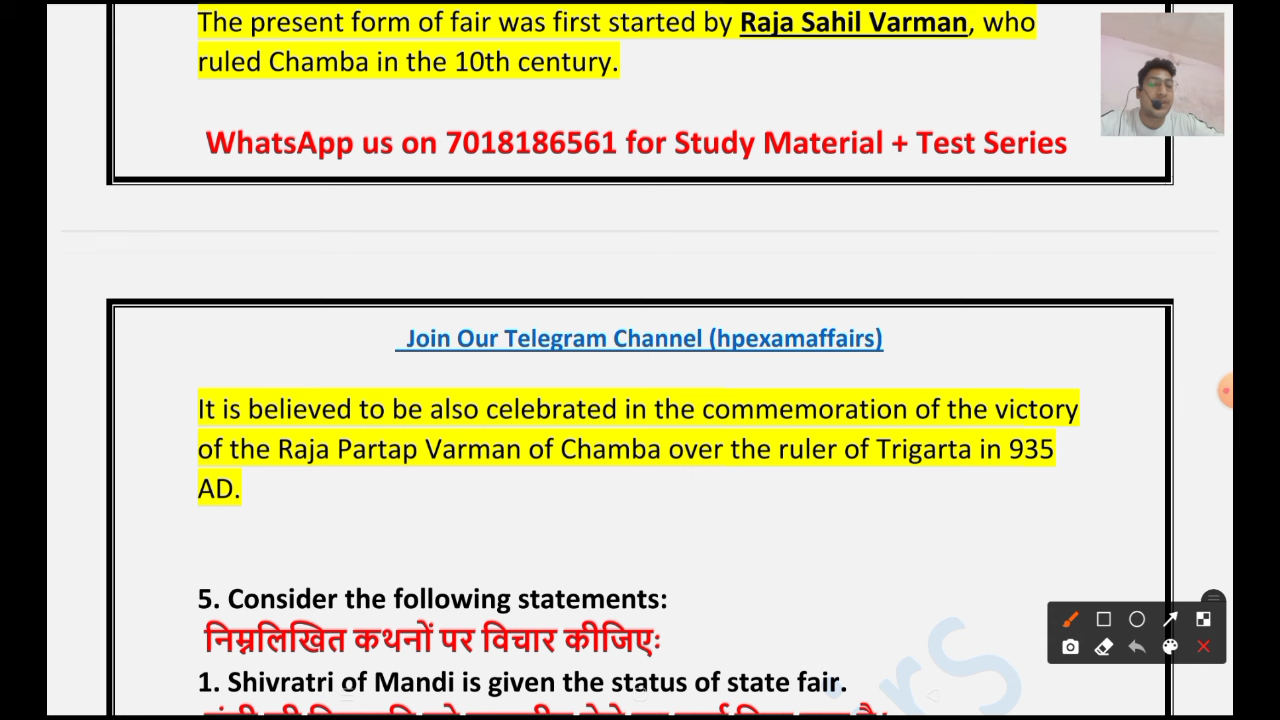 The present form of fair was first started by Raja Sahil Varman, who
ruled Chamba in the 10th century.
WhatsApp us on 7018186561 for Study Material + Test Series
Join Our Telegram Channel (hpexamaffairs)
It is believed to be also celebrated in the commemoration of the victory
of the Raja Partap Varman of Chamba over the ruler of Trigarta in 935
AD.
5. Consider the following statements:
निम्नलिखित कथनों पर विचार कीजिएः
1. Shivratri of Mandi is given the status of state fair.